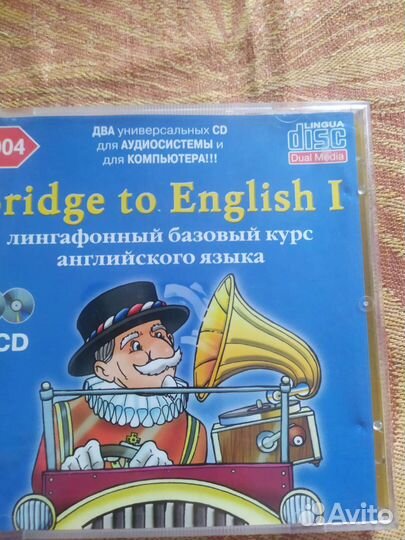 904
ДВА универсальных CD
для АУДИОСИСТЕМЫ и
для КОМПЬЮТЕРА!!!
LINGUA
disc
Dual Media
ridge to English I
лингафонный базовый курс
английского языка
CD
Avito